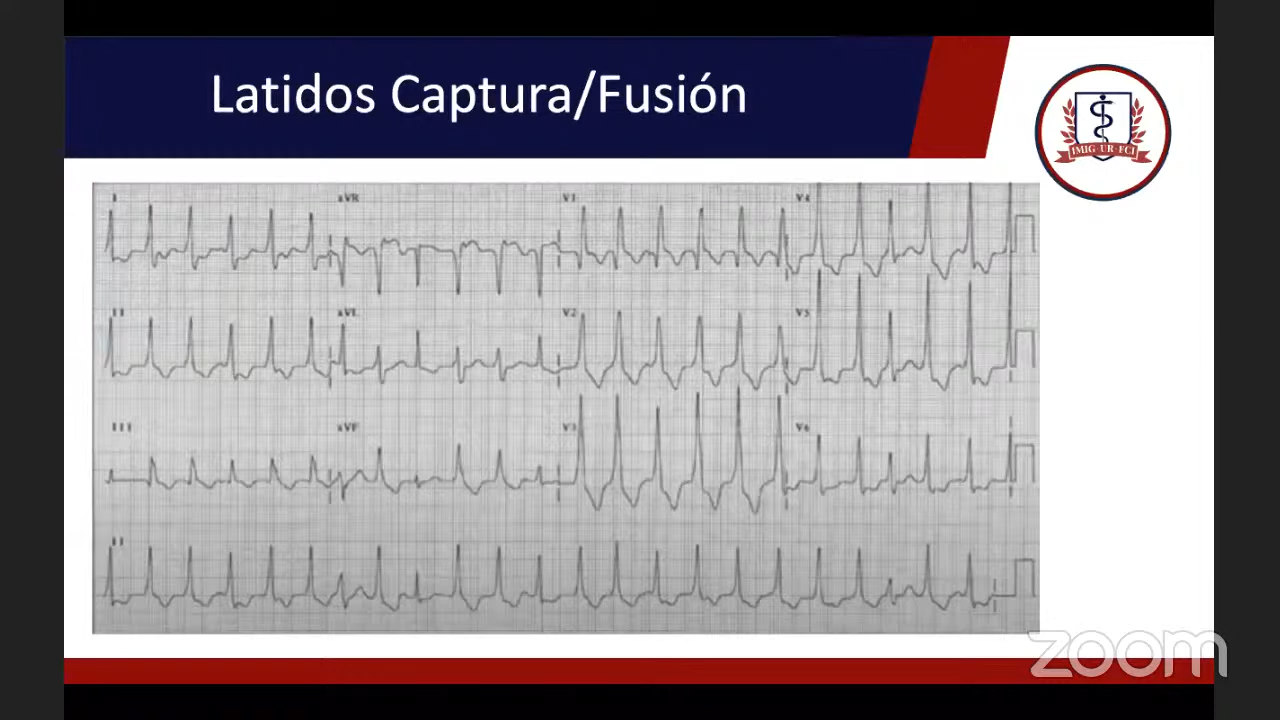 Latidos Captura/Fusión
IMIG-UR-FCI
I aVR V1 V4
II aVL V2 V5
III aVF V3 V6
II
zoom